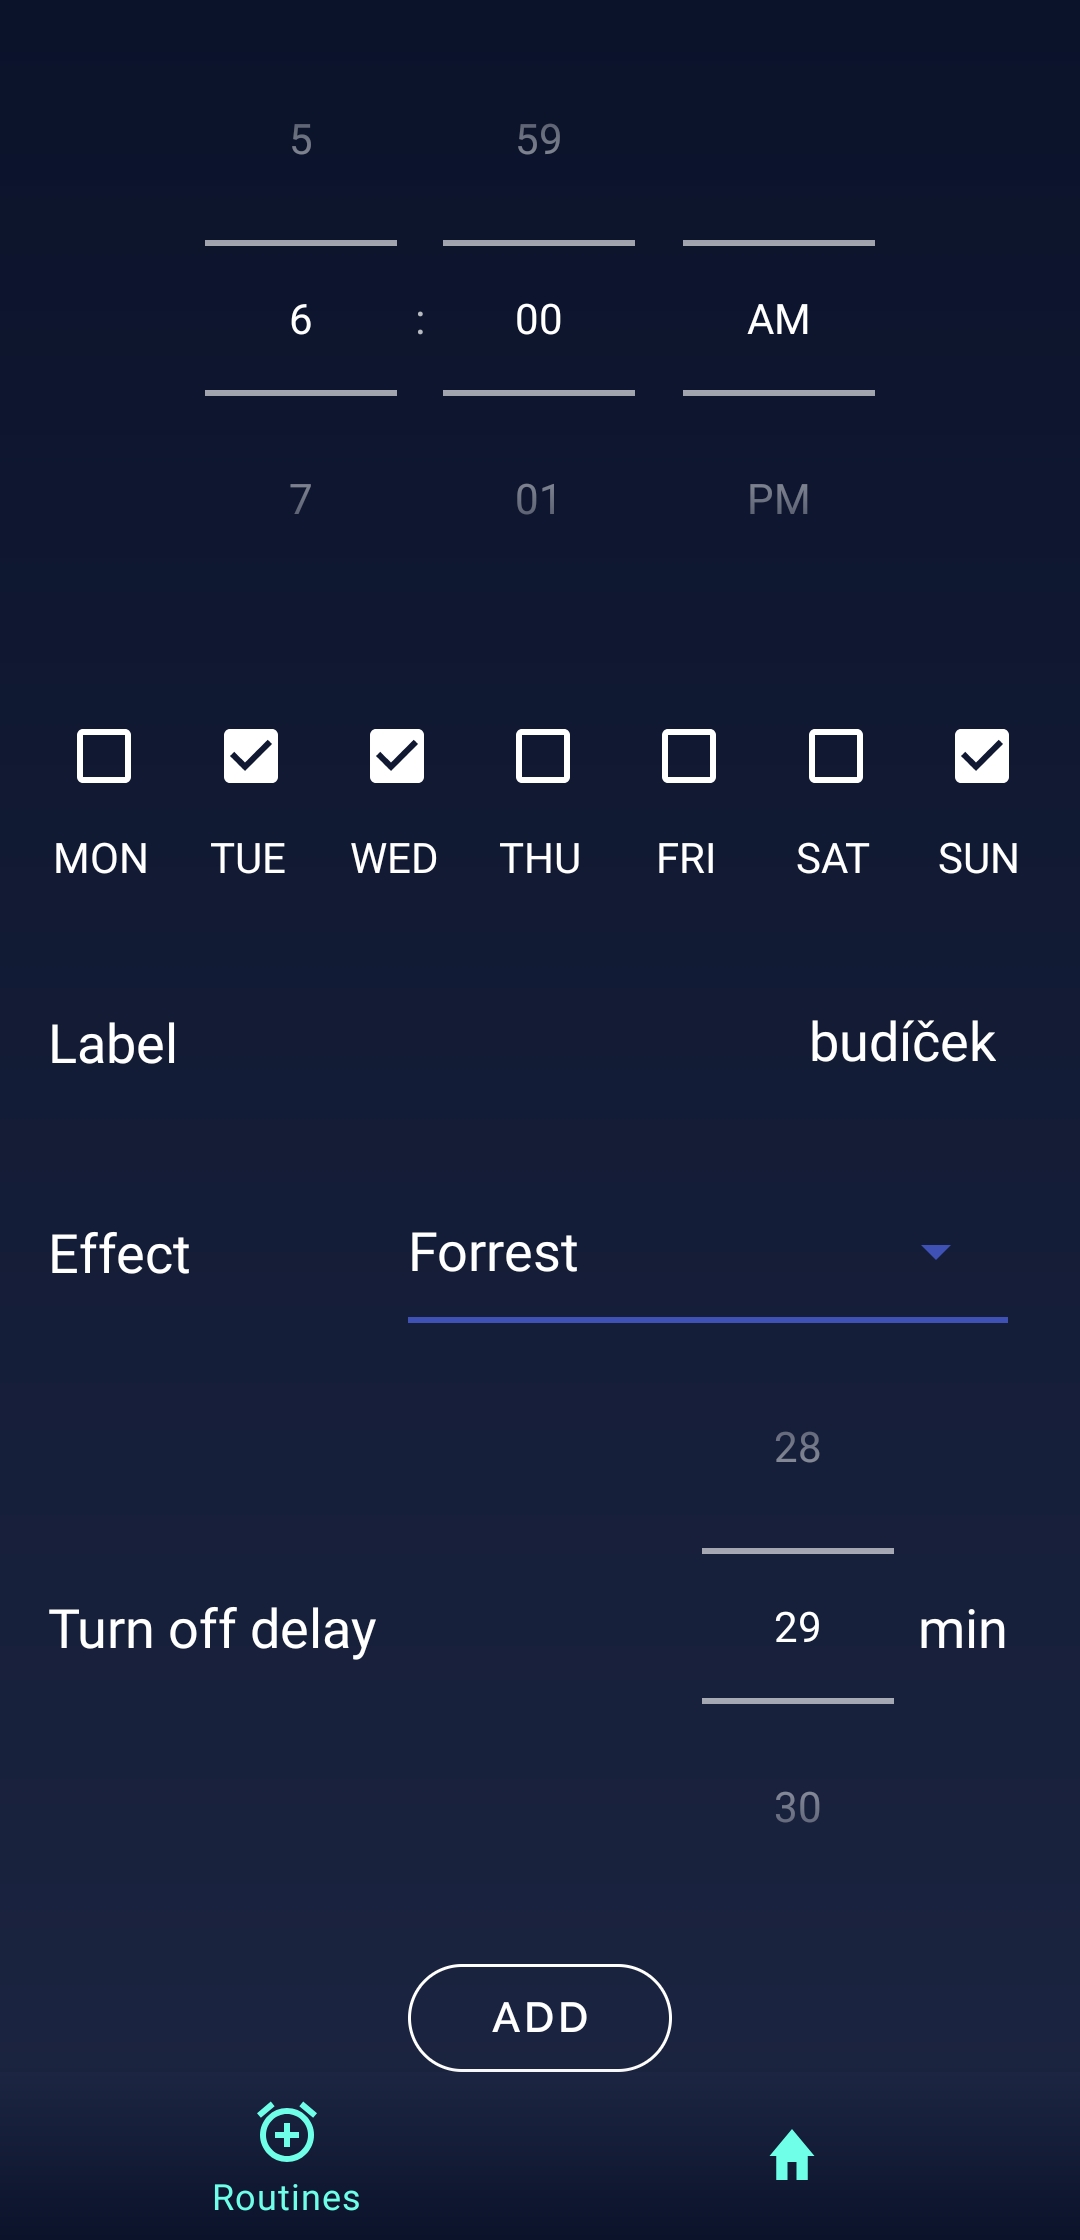 5 59
6 : 00 AM
7 01 PM
MON TUE WED THU FRI SAT SUN
Label budíček
Effect Forrest
28
Turn off delay 29 min
30
ADD
Routines